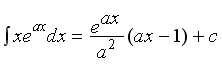 ∫xe^{ax}dx = \frac{e^{ax}}{a^2}(ax − 1) + c